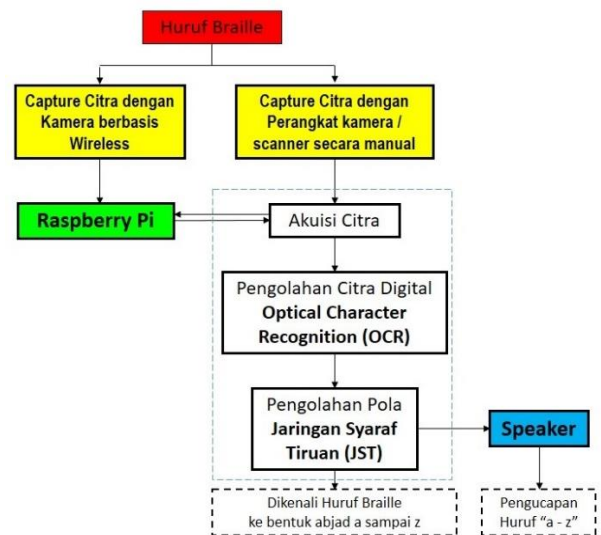 Huruf Braille
Capture Citra dengan
Kamera berbasis
Wireless
Capture Citra dengan
Perangkat kamera /
scanner secara manual
Raspberry Pi
Akuisi Citra
Pengolahan Citra Digital
Optical Character
Recognition (OCR)
Pengolahan Pola
Jaringan Syaraf
Tiruan (JST)
Speaker
Dikenali Huruf Braille
ke bentuk abjad a sampai z
Pengucapan
Huruf “a - z”